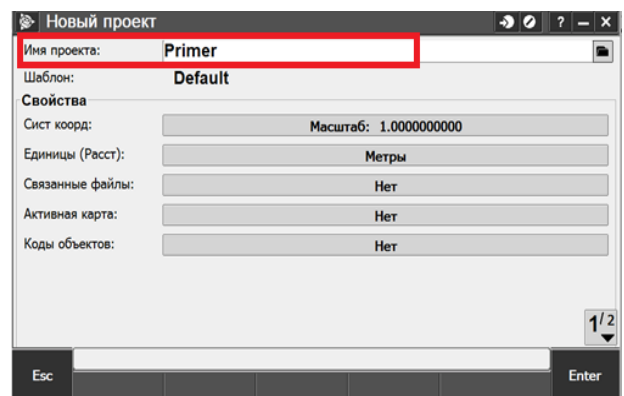 Новый проект ? – ×
Имя проекта: Primer
Шаблон: Default
Свойства
Сист коорд: Масштаб: 1.0000000000
Единицы (Расст): Метры
Связанные файлы: Нет
Активная карта: Нет
Коды объектов: Нет
1/2
Esc Enter